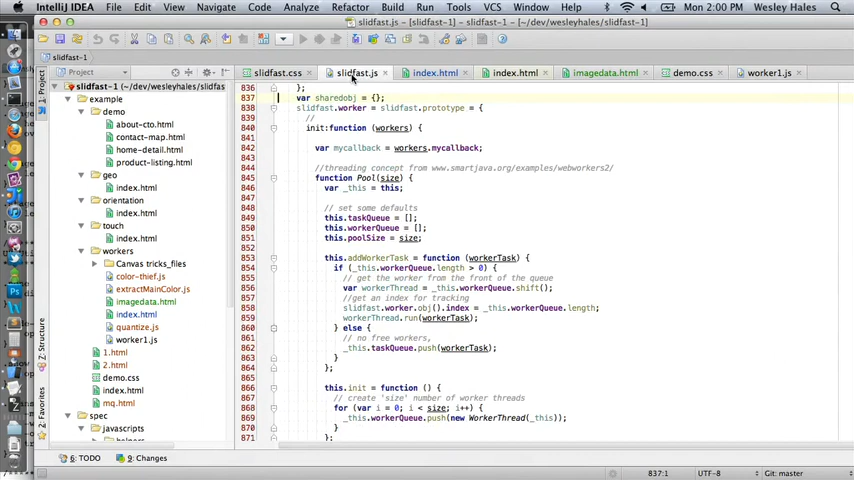 IntelliJ IDEA File Edit View Navigate Code Analyze Refactor Build Run Tools VCS Window Help Mon 2:00 PM Wesley Hales
slidfast.js - [slidfast-1] - slidfast-1 - [~/dev/wesleyhales/slidfast-1]
slidfast-1
Project
slidfast.css
slidfast.js
index.html
index.html
imagedata.html
demo.css
worker1.js
1: Project
Z: Structure
2: Favorites
slidfast-1 (~/dev/wesleyhales/slidfast
example
demo
about-cto.html
contact-map.html
home-detail.html
product-listing.html
geo
index.html
orientation
index.html
touch
index.html
workers
Canvas tricks_files
color-thief.js
extractMainColor.js
imagedata.html
index.html
quantize.js
worker1.js
1.html
2.html
demo.css
index.html
mq.html
spec
javascripts
helpers
836 };
837 var sharedobj = {};
838 slidfast.worker = slidfast.prototype = {
839 //
840 init:function (workers) {
841
842 var mycallback = workers.mycallback;
843
844 //threading concept from www.smartjava.org/examples/webworkers2/
845 function Pool(size) {
846 var _this = this;
847
848 // set some defaults
849 this.taskQueue = [];
850 this.workerQueue = [];
851 this.poolSize = size;
852
853 this.addWorkerTask = function (workerTask) {
854 if (_this.workerQueue.length > 0) {
855 // get the worker from the front of the queue
856 var workerThread = _this.workerQueue.shift();
857 //get an index for tracking
858 slidfast.worker.obj().index = _this.workerQueue.length;
859 workerThread.run(workerTask);
860 } else {
861 // no free workers,
862 _this.taskQueue.push(workerTask);
863 }
864 };
865
866 this.init = function () {
867 // create 'size' number of worker threads
868 for (var i = 0; i < size; i++) {
869 _this.workerQueue.push(new WorkerThread(_this));
870 }
871 };
6: TODO
9: Changes
837:1 UTF-8 Git: master